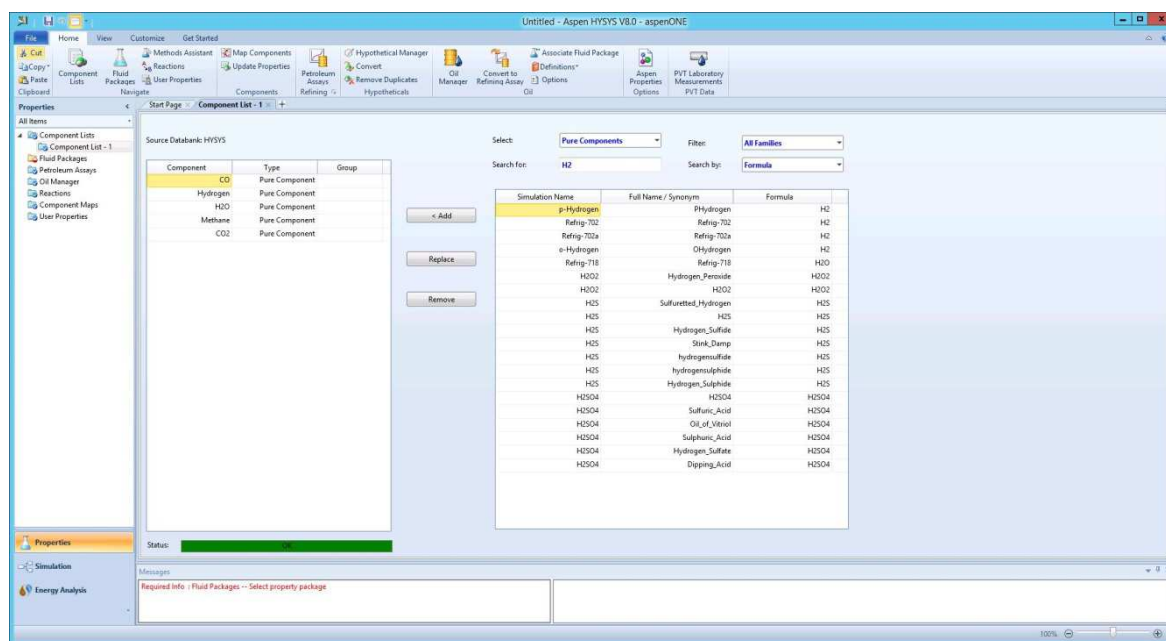 Untitled - Aspen HYSYS V8.0 - aspenONE
File Home View Customize Get Started
Cut
Copy
Paste
Clipboard
Component Lists
Fluid Packages
Methods Assistant
Reactions
User Properties
Navigate
Map Components
Update Properties
Components
Petroleum Assays
Refining
Hypothetical Manager
Convert
Remove Duplicates
Hypotheticals
Oil Manager
Convert to Refining Assay
Associate Fluid Package
Definitions
Options
Oil
Aspen Properties
Options
PVT Laboratory Measurements
PVT Data
Properties <
Start Page Component List - 1 +
All Items
Component Lists
Component List - 1
Fluid Packages
Petroleum Assays
Oil Manager
Reactions
Component Maps
User Properties
Source Databank: HYSYS
Component Type Group
CO Pure Component
Hydrogen Pure Component
H2O Pure Component
Methane Pure Component
CO2 Pure Component
< Add
Replace
Remove
Select: Pure Components Filter: All Families
Search for: H2 Search by: Formula
Simulation Name Full Name / Synonym Formula
p-Hydrogen PHydrogen H2
Refrig-702 Refrig-702 H2
Refrig-702a Refrig-702a H2
o-Hydrogen OHydrogen H2
Refrig-718 Refrig-718 H2O
H2O2 Hydrogen_Peroxide H2O2
H2O2 H2O2 H2O2
H2S Sulfuretted_Hydrogen H2S
H2S H2S H2S
H2S Hydrogen_Sulfide H2S
H2S Stink_Damp H2S
H2S hydrogensulfide H2S
H2S hydrogensulphide H2S
H2S Hydrogen_Sulphide H2S
H2SO4 H2SO4 H2SO4
H2SO4 Sulfuric_Acid H2SO4
H2SO4 Oil_of_Vitriol H2SO4
H2SO4 Sulphuric_Acid H2SO4
H2SO4 Hydrogen_Sulfate H2SO4
H2SO4 Dipping_Acid H2SO4
Status: OK
Properties
Simulation
Energy Analysis
Messages
Required Info : Fluid Packages -- Select property package
100%